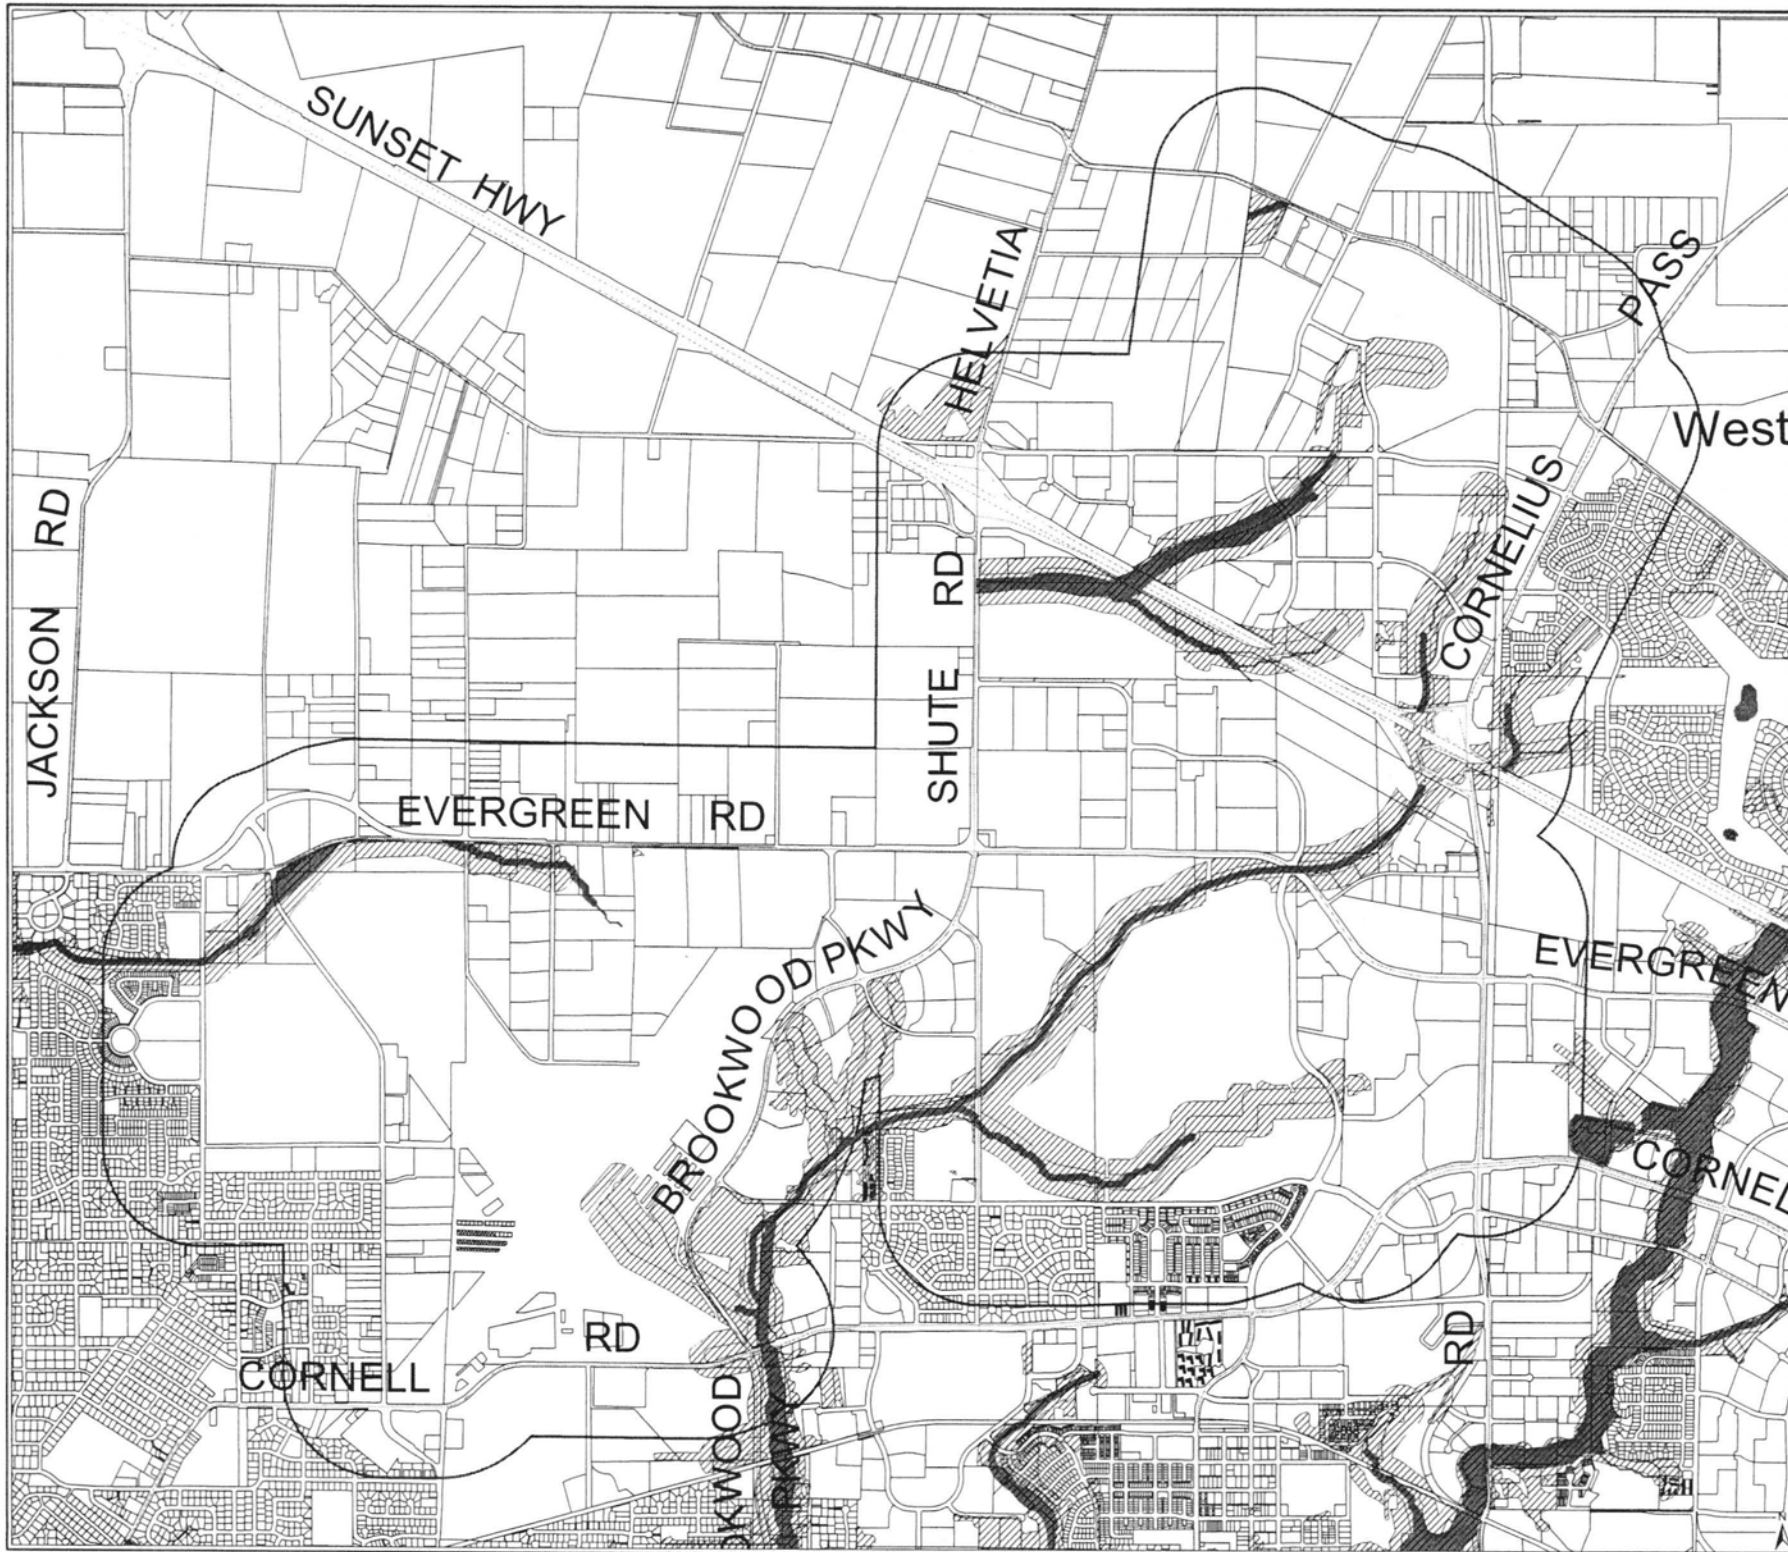 SUNSET HWY
HELVETIA
PASS
West
CORNELIUS
RD
JACKSON
RD
SHUTE
EVERGREEN RD
BROOKWOOD PKWY
EVERGREEN
CORNEL
RD
CORNELL
RD
OKWOOD
PKWY
N